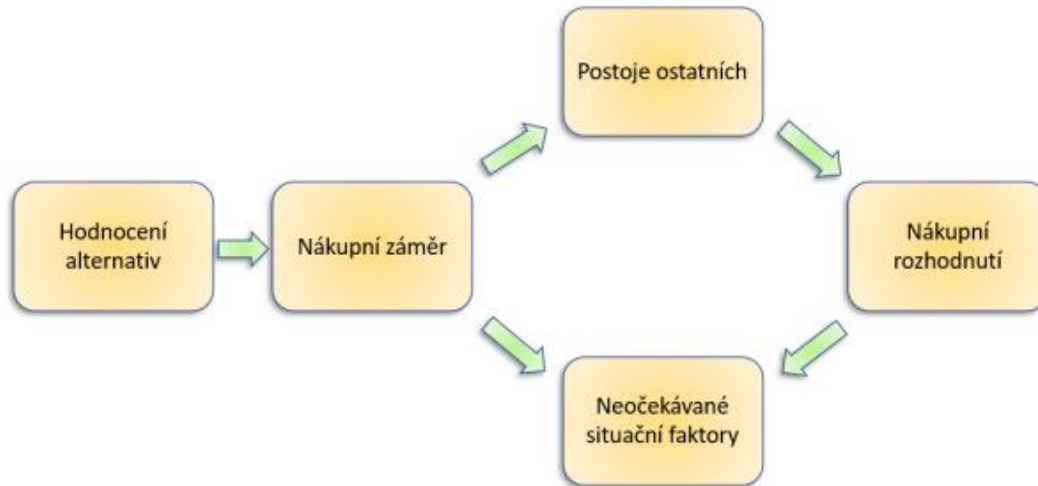 Postoje ostatních
Hodnocení
alternativ
Nákupní záměr
Nákupní
rozhodnutí
Neočekávané
situační faktory